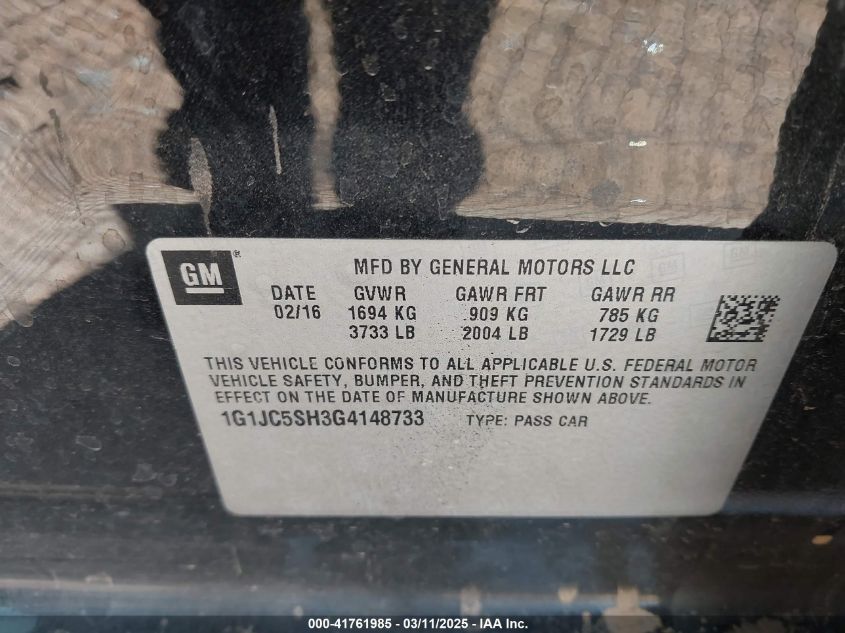 GM®
MFD BY GENERAL MOTORS LLC
DATE GVWR GAWR FRT GAWR RR
02/16 1694 KG 909 KG 785 KG
3733 LB 2004 LB 1729 LB
THIS VEHICLE CONFORMS TO ALL APPLICABLE U.S. FEDERAL MOTOR
VEHICLE SAFETY, BUMPER, AND THEFT PREVENTION STANDARDS IN
EFFECT ON THE DATE OF MANUFACTURE SHOWN ABOVE.
1G1JC5SH3G4148733 TYPE: PASS CAR
000-41761985 - 03/11/2025 - IAA Inc.